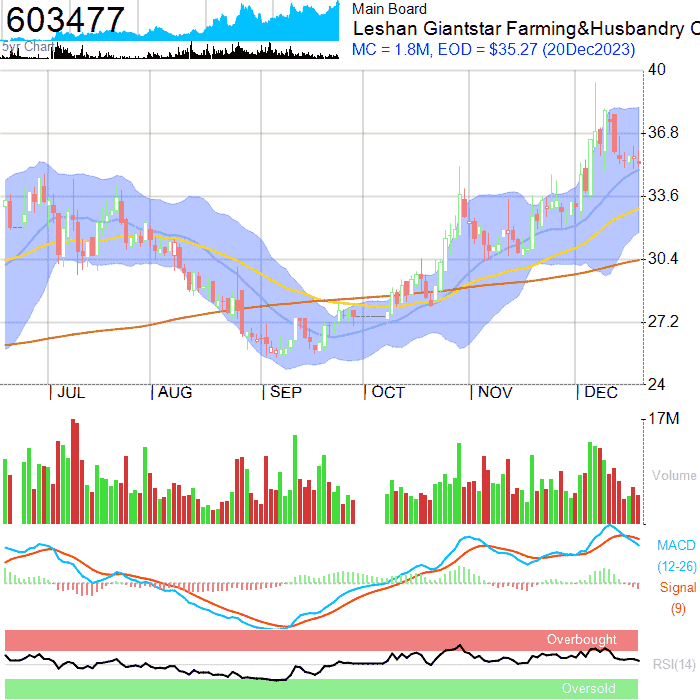 603477
5yr Chart
Main Board
Leshan Giantstar Farming&Husbandry C
MC = 1.8M, EOD = $35.27 (20Dec2023)
40
36.8
33.6
30.4
27.2
24
JUL AUG SEP OCT NOV DEC
17M
Volume
MACD
(12-26)
Signal
(9)
Overbought
RSI(14)
Oversold